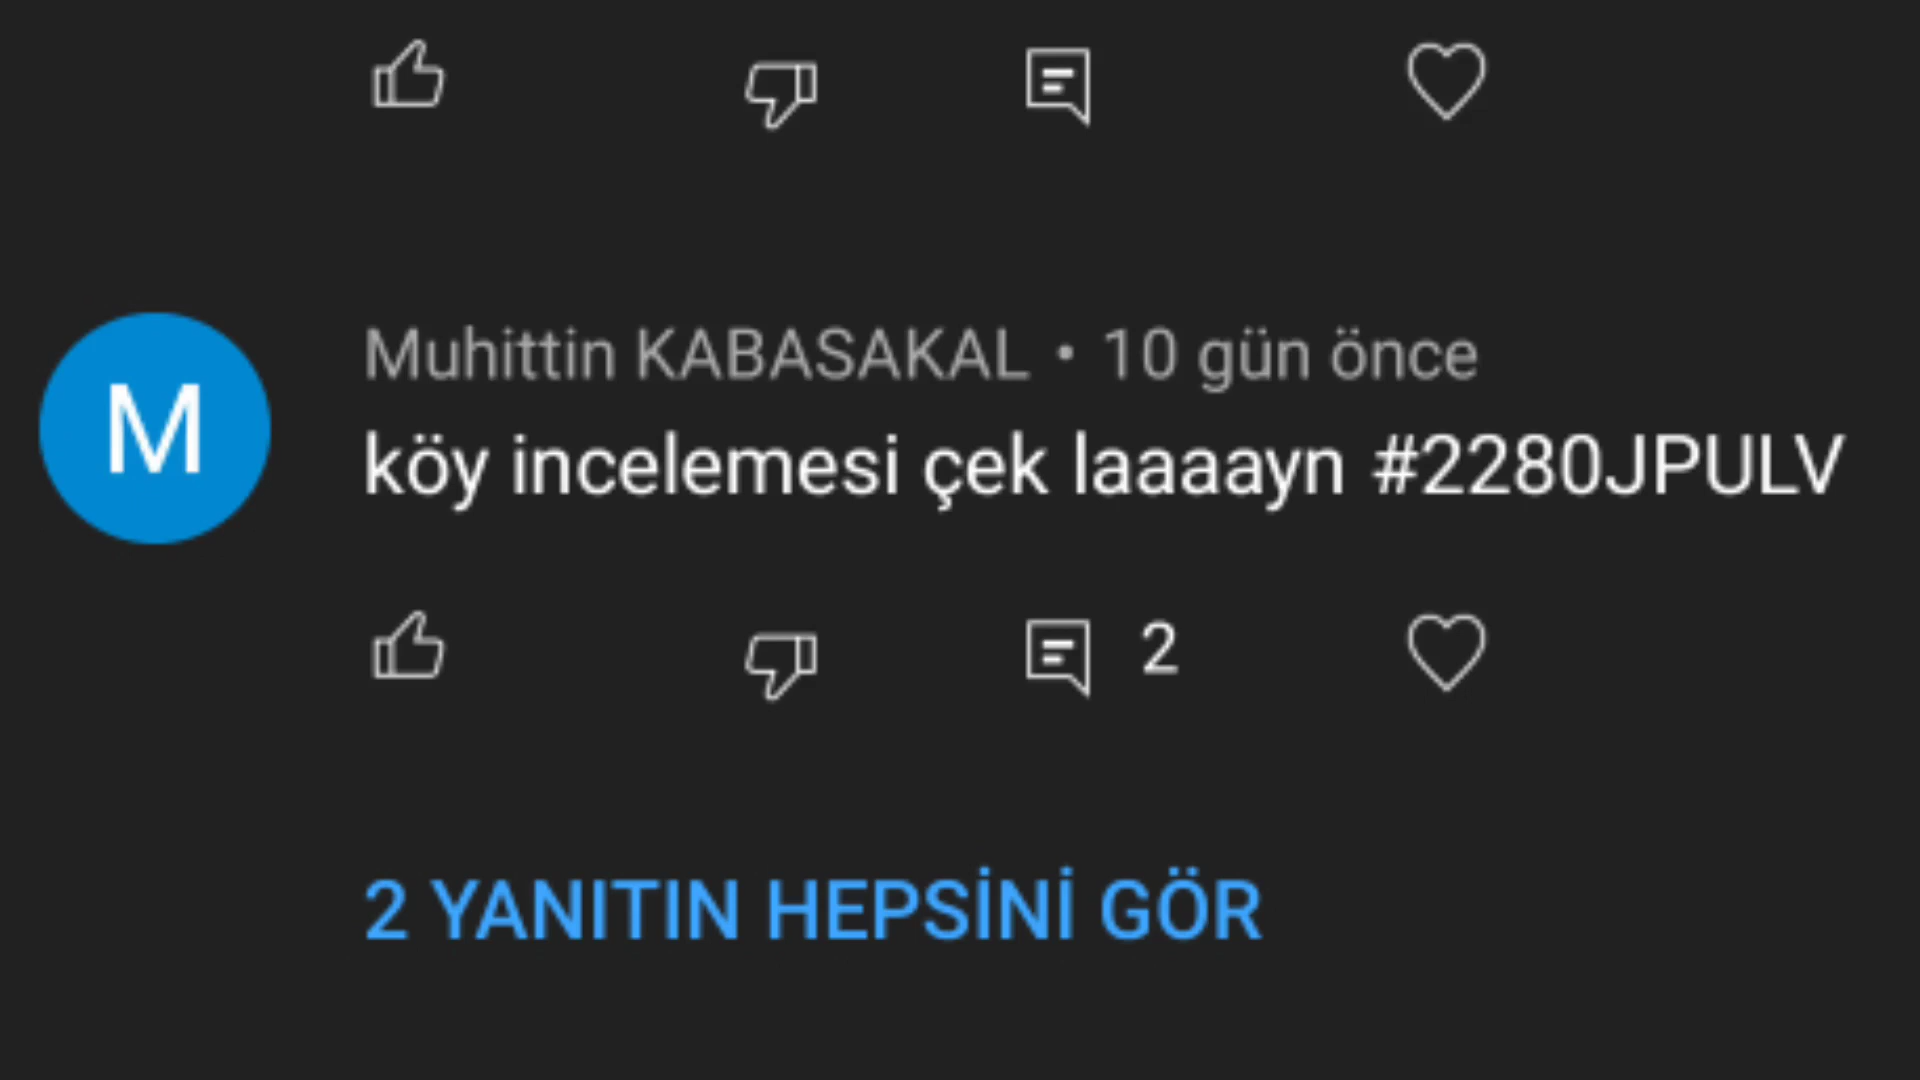 Muhittin KABASAKAL • 10 gün önce
M
köy incelemesi çek laaaayn #2280JPULV
2
2 YANITIN HEPSİNİ GÖR